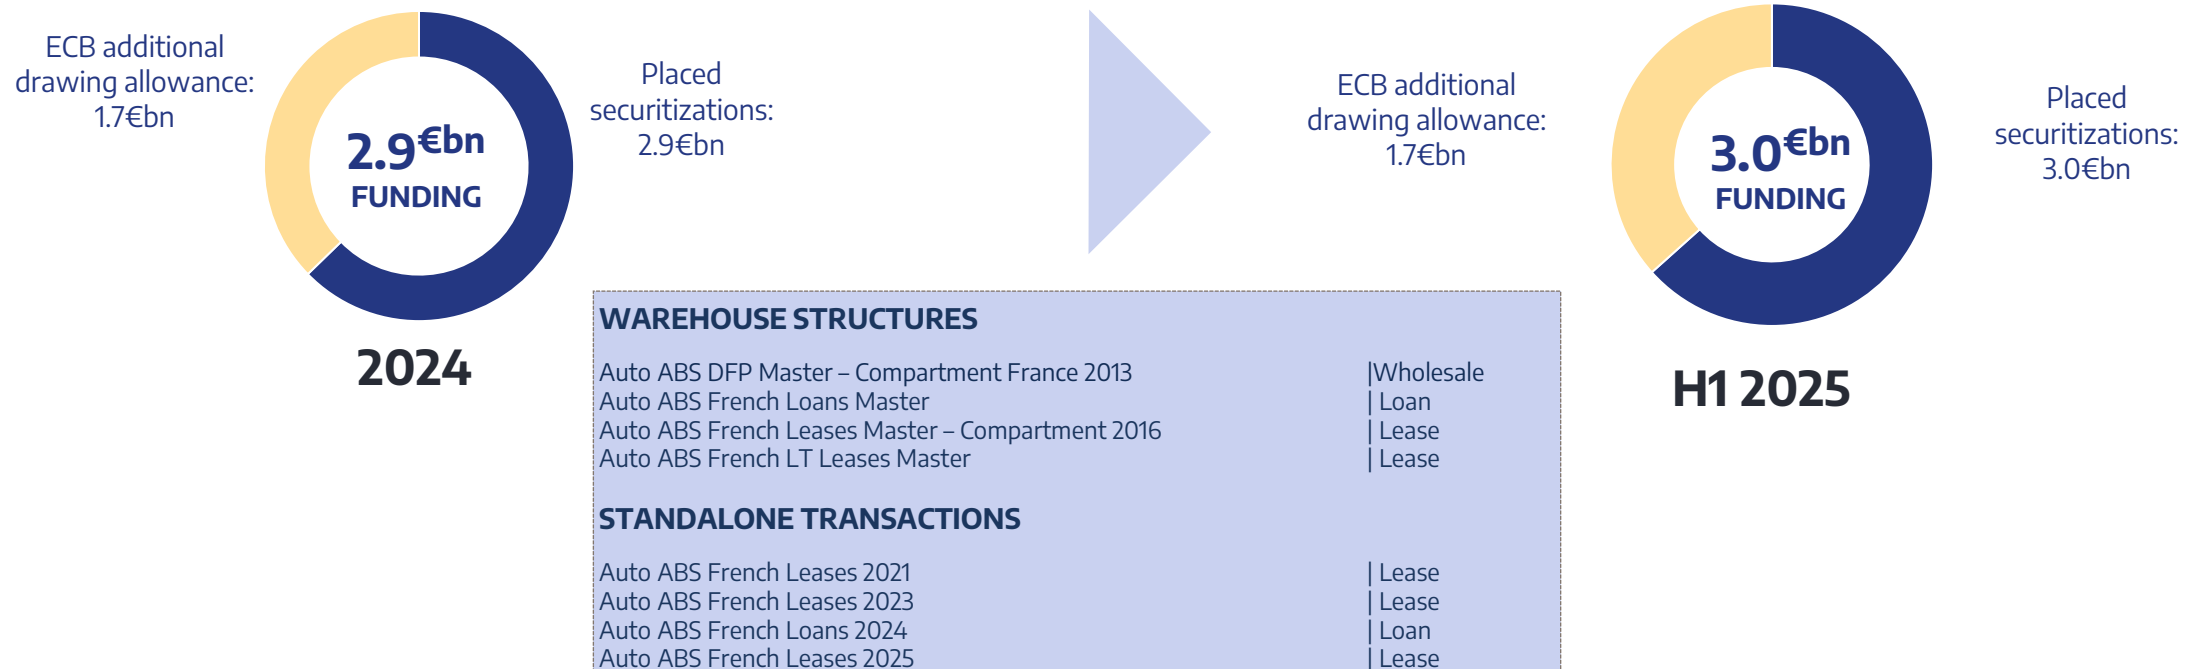 ECB additional
drawing allowance:
1.7€bn
2.9€bn
FUNDING
Placed
securitizations:
2.9€bn
2024
ECB additional
drawing allowance:
1.7€bn
3.0€bn
FUNDING
Placed
securitizations:
3.0€bn
H1 2025
WAREHOUSE STRUCTURES
Auto ABS DFP Master – Compartment France 2013 |Wholesale
Auto ABS French Loans Master | Loan
Auto ABS French Leases Master – Compartment 2016 | Lease
Auto ABS French LT Leases Master | Lease
STANDALONE TRANSACTIONS
Auto ABS French Leases 2021 | Lease
Auto ABS French Leases 2023 | Lease
Auto ABS French Loans 2024 | Loan
Auto ABS French Leases 2025 | Lease